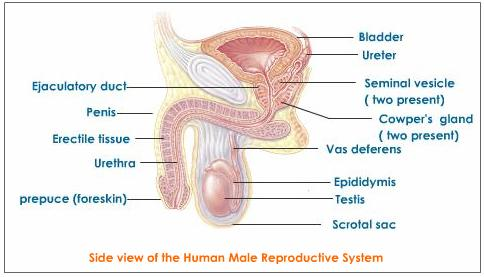 Bladder
Ureter
Ejaculatory duct
Seminal vesicle
( two present)
Penis
Cowper's gland
( two present)
Erectile tissue
Vas deferens
Urethra
Epididymis
prepuce (foreskin)
Testis
Scrotal sac
Side view of the Human Male Reproductive System